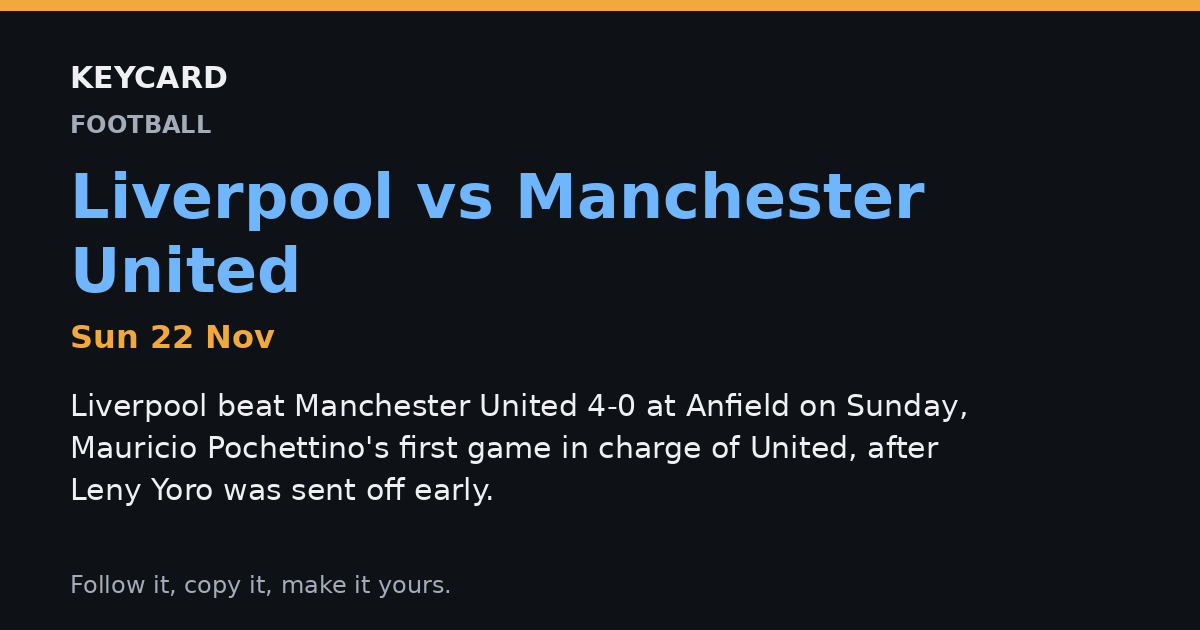 KEYCARD
FOOTBALL
Liverpool vs Manchester
United
Sun 22 Nov
Liverpool beat Manchester United 4-0 at Anfield on Sunday,
Mauricio Pochettino's first game in charge of United, after
Leny Yoro was sent off early.
Follow it, copy it, make it yours.